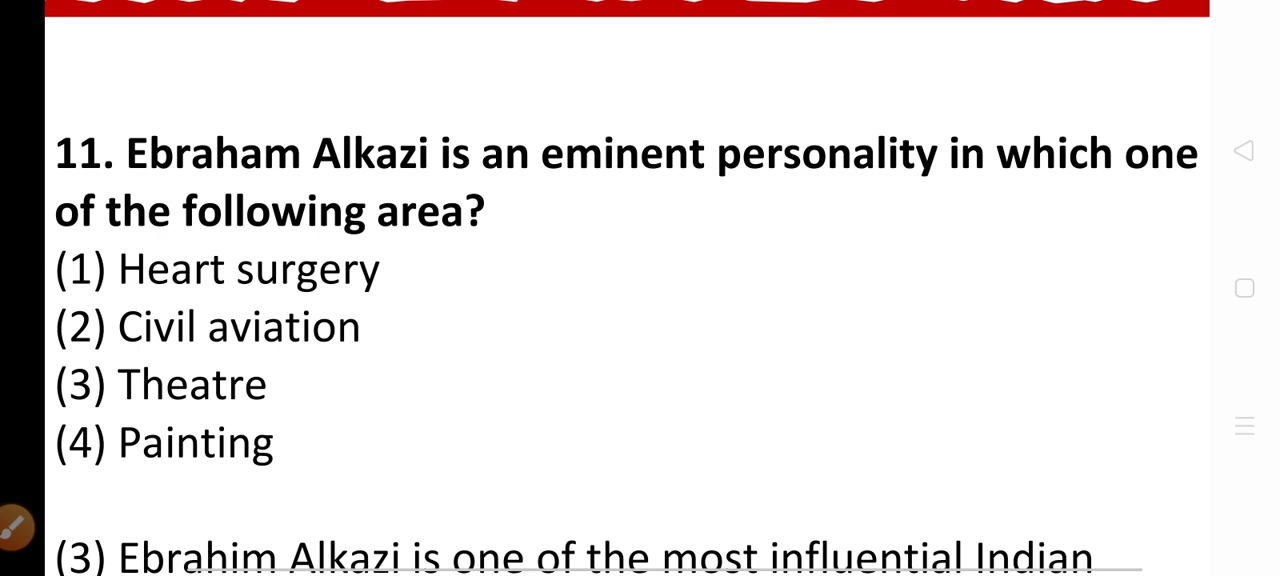 11. Ebraham Alkazi is an eminent personality in which one
of the following area?
(1) Heart surgery
(2) Civil aviation
(3) Theatre
(4) Painting
(3) Ebrahim Alkazi is one of the most influential Indian